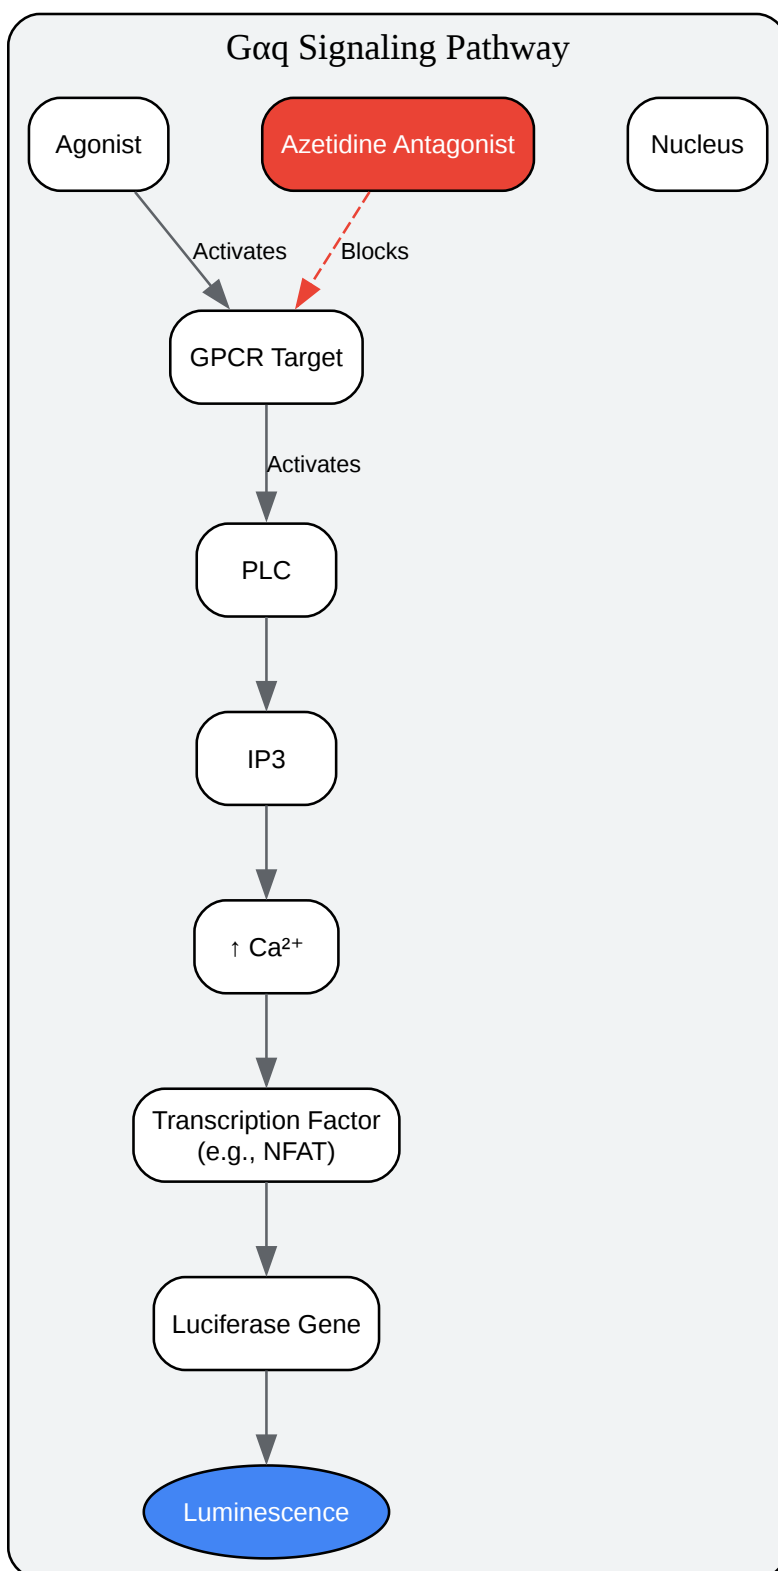 Gαq Signaling Pathway
Agonist
Azetidine Antagonist
Nucleus
Activates
Blocks
GPCR Target
Activates
PLC
IP3
↑ Ca²⁺
Transcription Factor
(e.g., NFAT)
Luciferase Gene
Luminescence